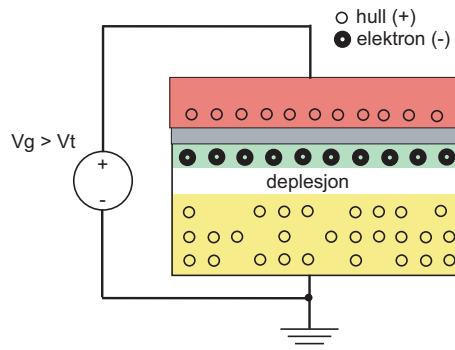 hull (+)
elektron (-)
Vg > Vt
+
-
deplesjon